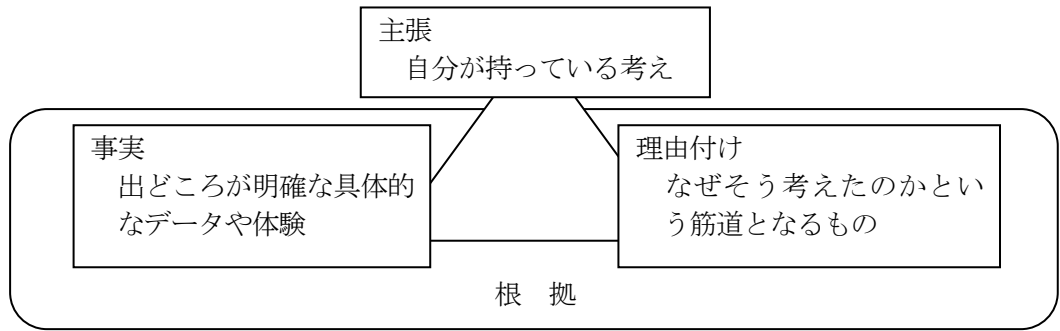 主張
自分が持っている考え
事実
出どころが明確な具体的
なデータや体験
理由付け
なぜそう考えたのかとい
う筋道となるもの
根　拠